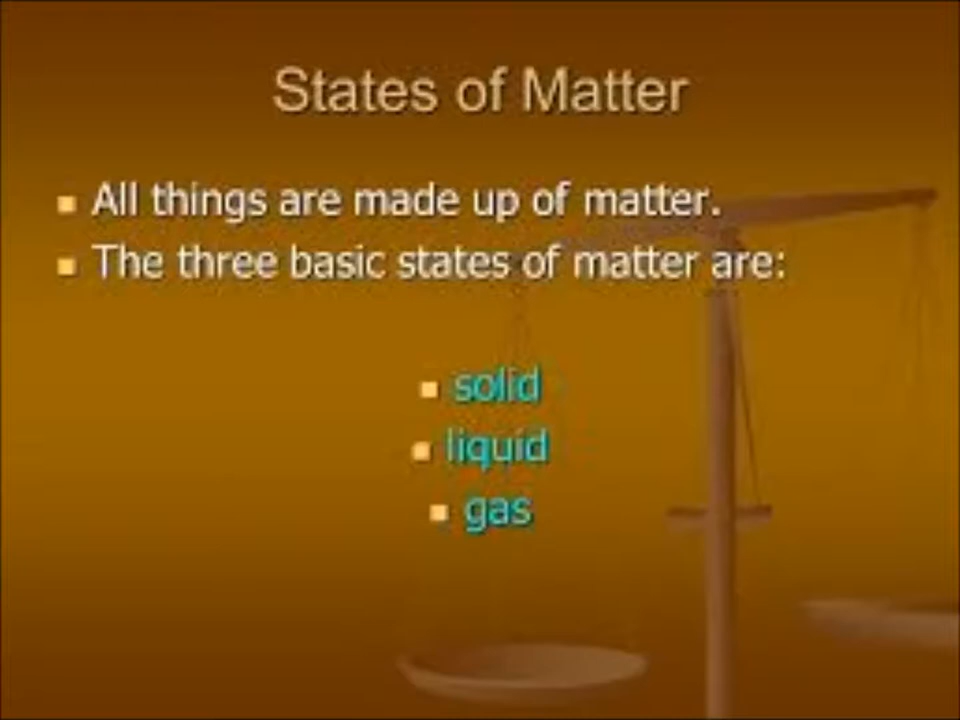 States of Matter
All things are made up of matter.
The three basic states of matter are:
solid
liquid
gas